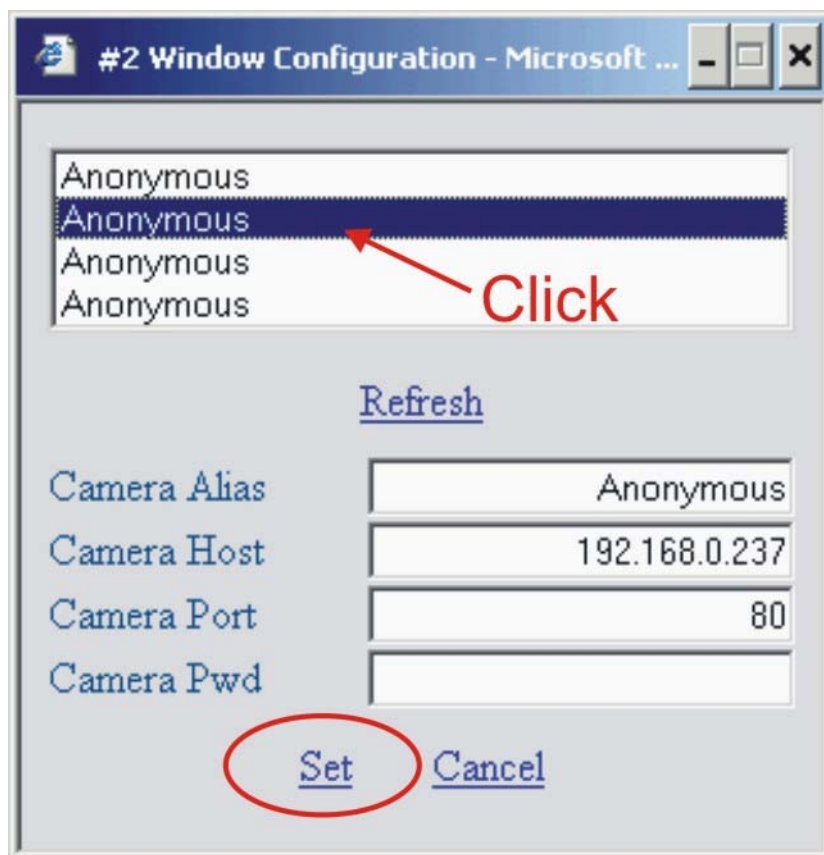 #2 Window Configuration - Microsoft ...
Anonymous
Anonymous
Anonymous
Anonymous
Click
Refresh
Camera Alias Anonymous
Camera Host 192.168.0.237
Camera Port 80
Camera Pwd
Set Cancel